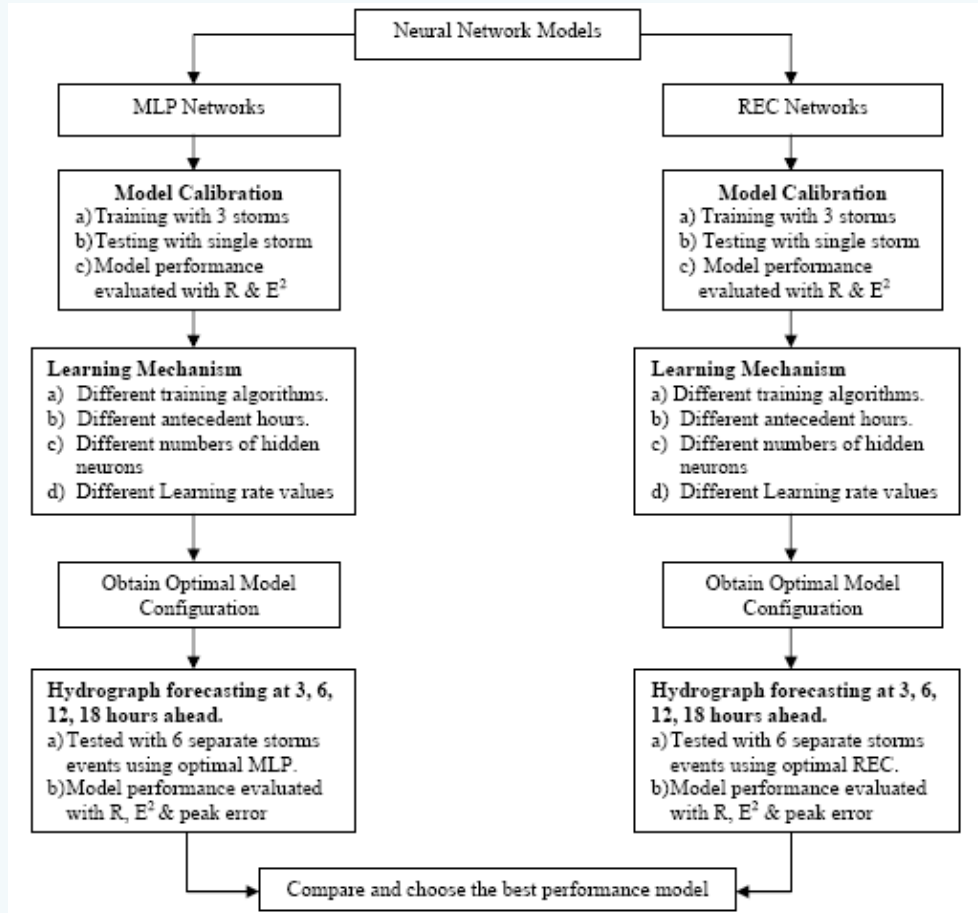 Neural Network Models
MLP Networks
Model Calibration
a) Training with 3 storms
b) Testing with single storm
c) Model performance
evaluated with R & E²
Learning Mechanism
a) Different training algorithms.
b) Different antecedent hours.
c) Different numbers of hidden
neurons
d) Different Learning rate values
Obtain Optimal Model
Configuration
Hydrograph forecasting at 3, 6,
12, 18 hours ahead.
a) Tested with 6 separate storms
events using optimal MLP.
b) Model performance evaluated
with R, E² & peak error
REC Networks
Model Calibration
a) Training with 3 storms
b) Testing with single storm
c) Model performance
evaluated with R & E²
Learning Mechanism
a) Different training algorithms.
b) Different antecedent hours.
c) Different numbers of hidden
neurons
d) Different Learning rate values
Obtain Optimal Model
Configuration
Hydrograph forecasting at 3, 6,
12, 18 hours ahead.
a) Tested with 6 separate storms
events using optimal REC.
b) Model performance evaluated
with R, E² & peak error
Compare and choose the best performance model